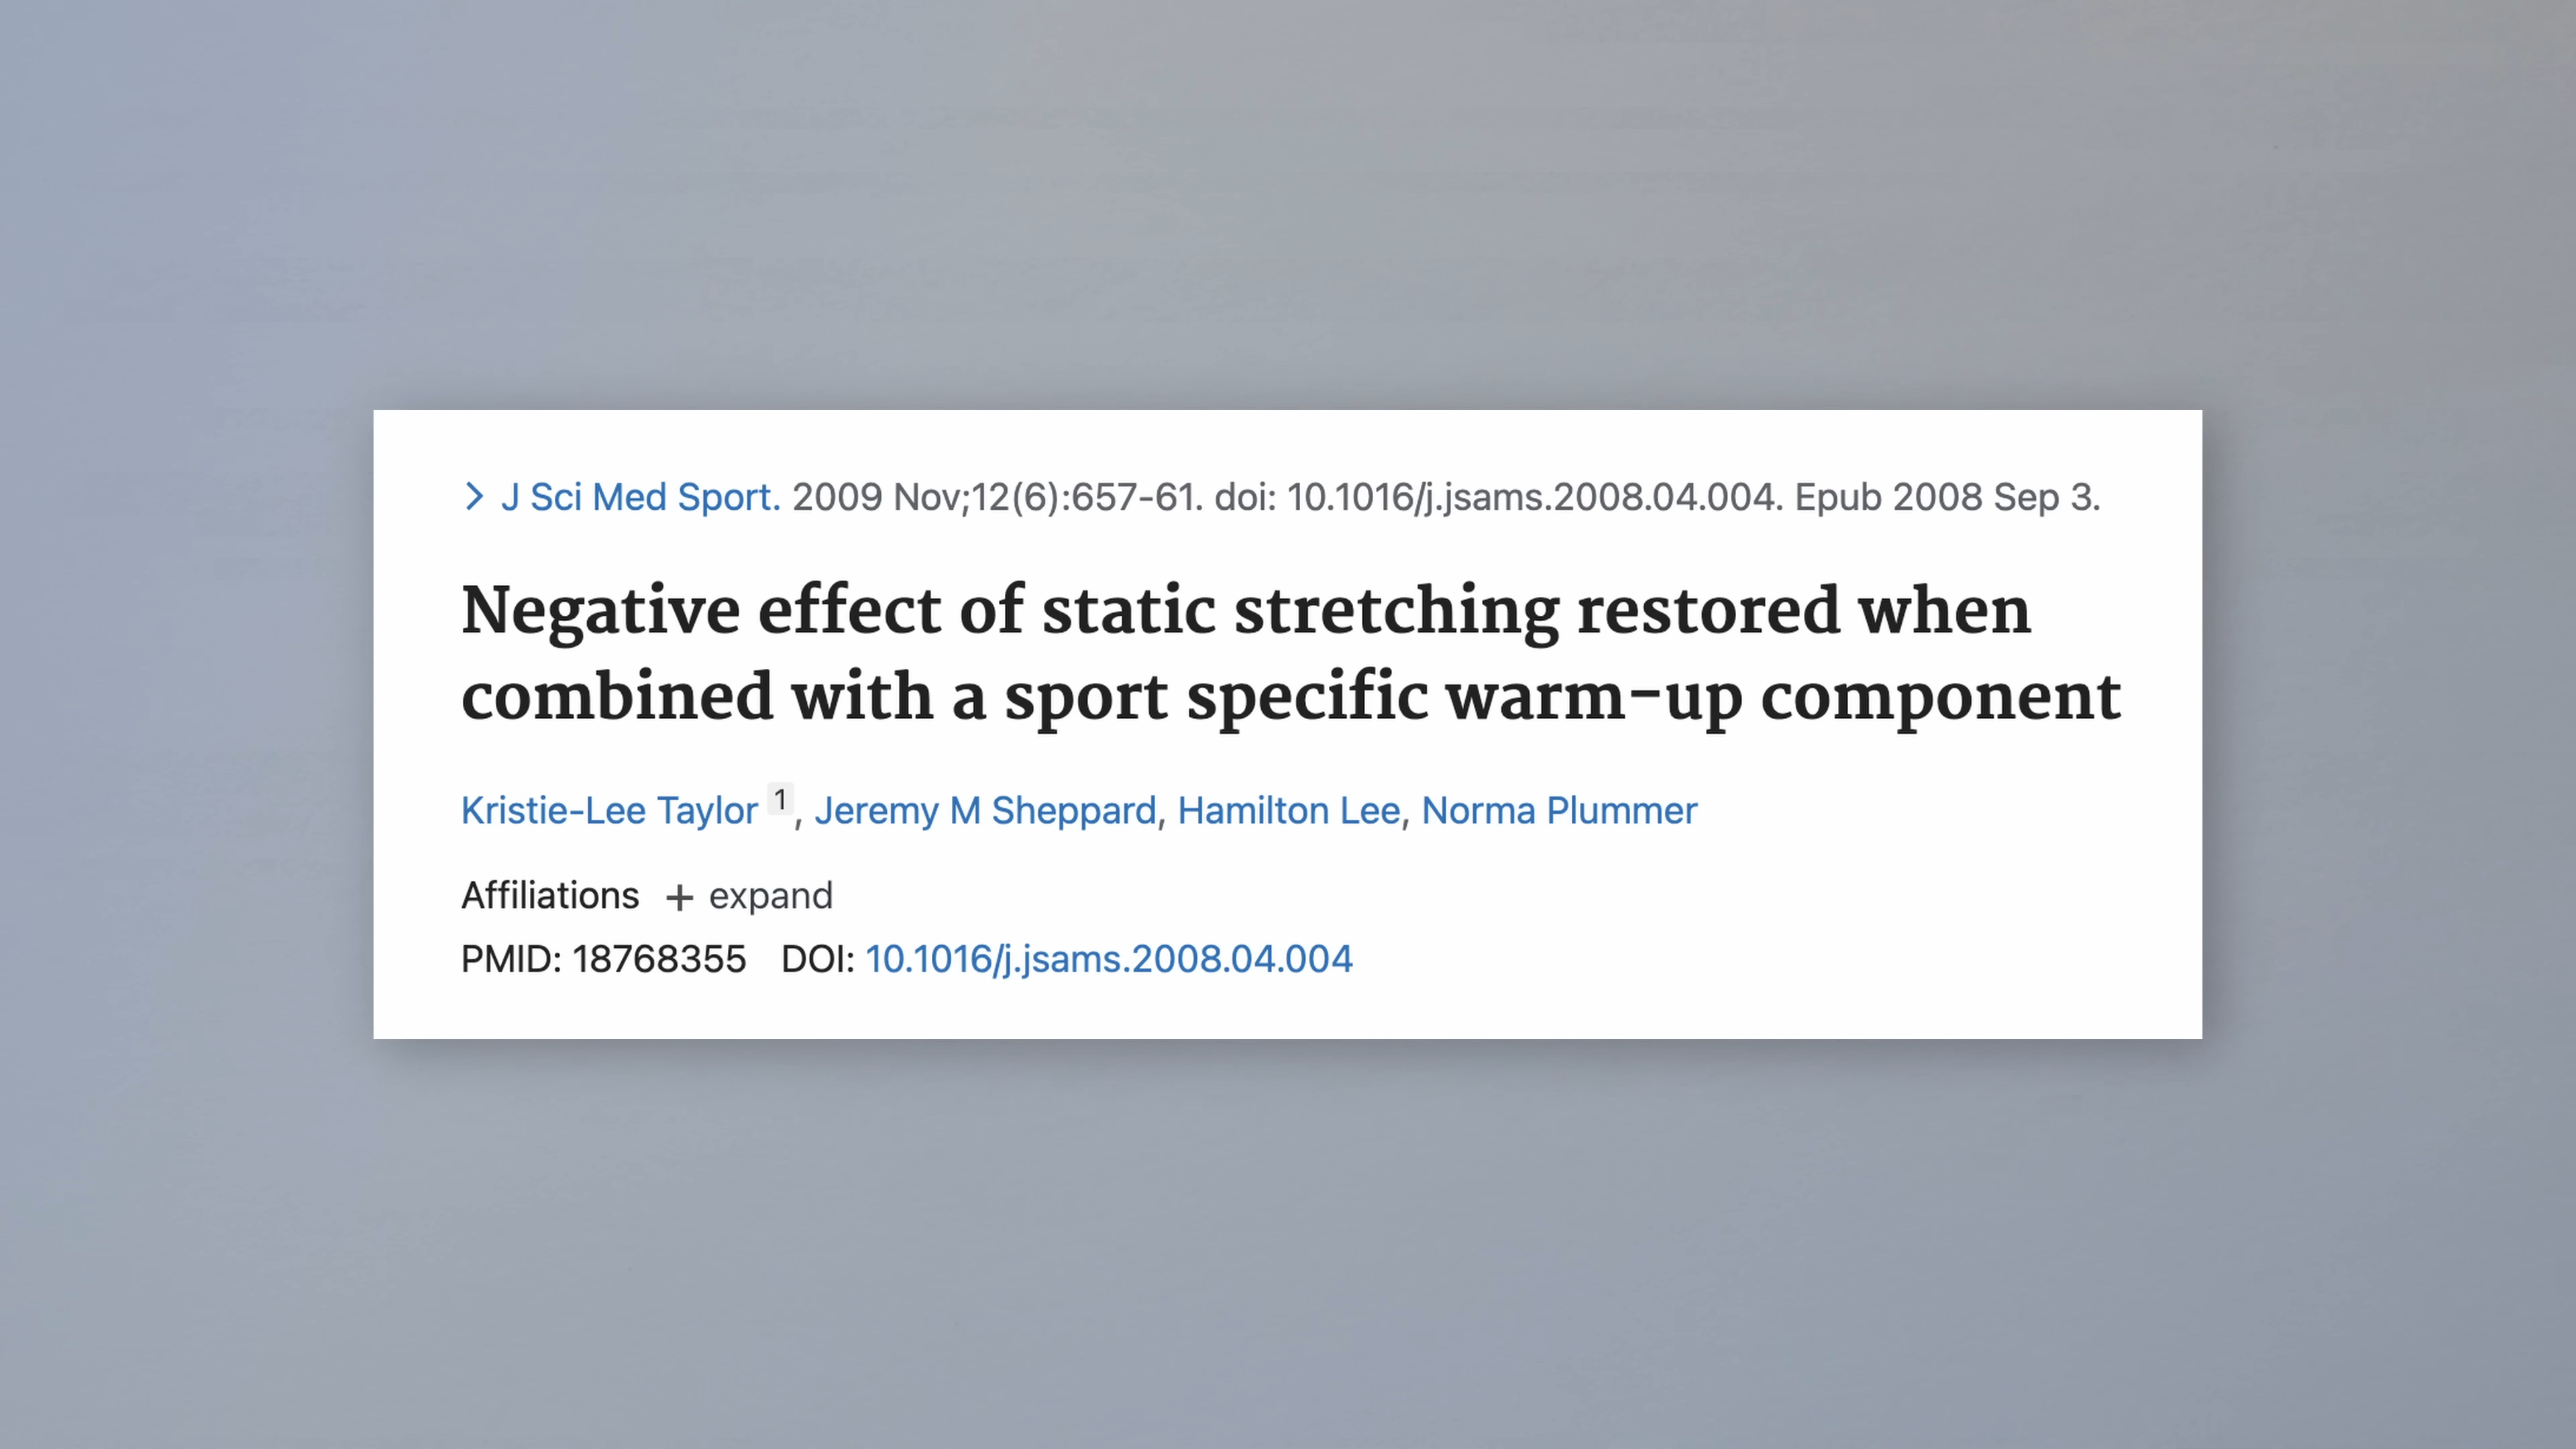 > J Sci Med Sport. 2009 Nov;12(6):657-61. doi: 10.1016/j.jsams.2008.04.004. Epub 2008 Sep 3.
Negative effect of static stretching restored when
combined with a sport specific warm-up component
Kristie-Lee Taylor 1, Jeremy M Sheppard, Hamilton Lee, Norma Plummer
Affiliations + expand
PMID: 18768355 DOI: 10.1016/j.jsams.2008.04.004